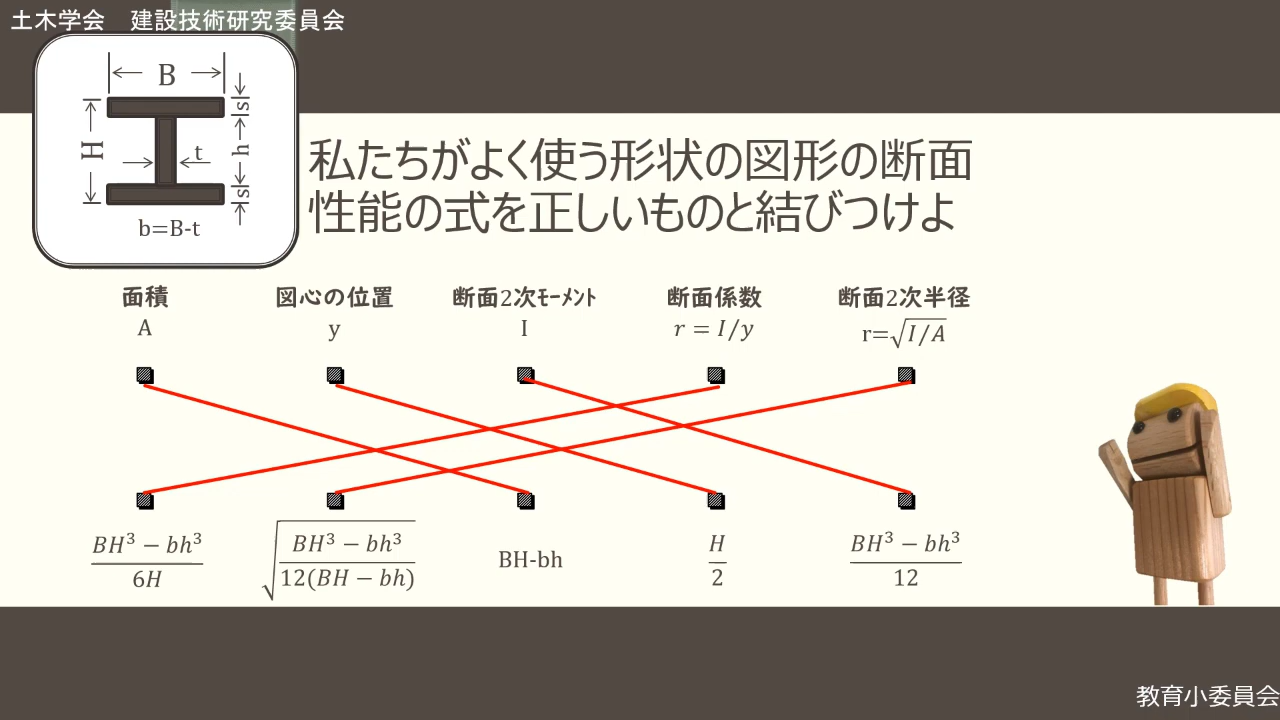 土木学会　建設技術研究委員会
B
H
t
s
h
s
b=B-t
私たちがよく使う形状の図形の断面
性能の式を正しいものと結びつけよ
面積
A
図心の位置
y
断面2次ﾓｰﾒﾝﾄ
I
断面係数
r = I/y
断面2次半径
r=√I/A
BH³ − bh³
6H
√
BH³ − bh³
12(BH − bh)
BH-bh
H
2
BH³ − bh³
12
教育小委員会